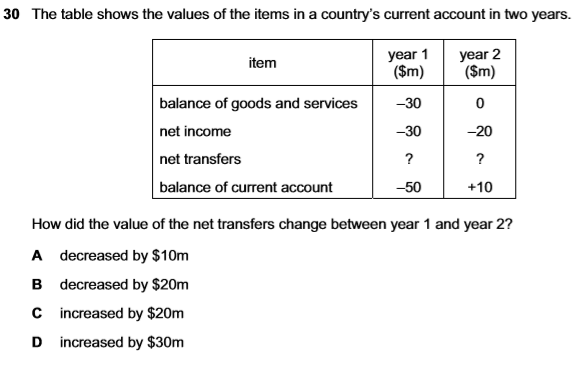 30 The table shows the values of the items in a country's current account in two years.
item year 1 ($m) year 2 ($m)
balance of goods and services –30 0
net income –30 –20
net transfers ? ?
balance of current account –50 +10
How did the value of the net transfers change between year 1 and year 2?
A decreased by $10m
B decreased by $20m
C increased by $20m
D increased by $30m